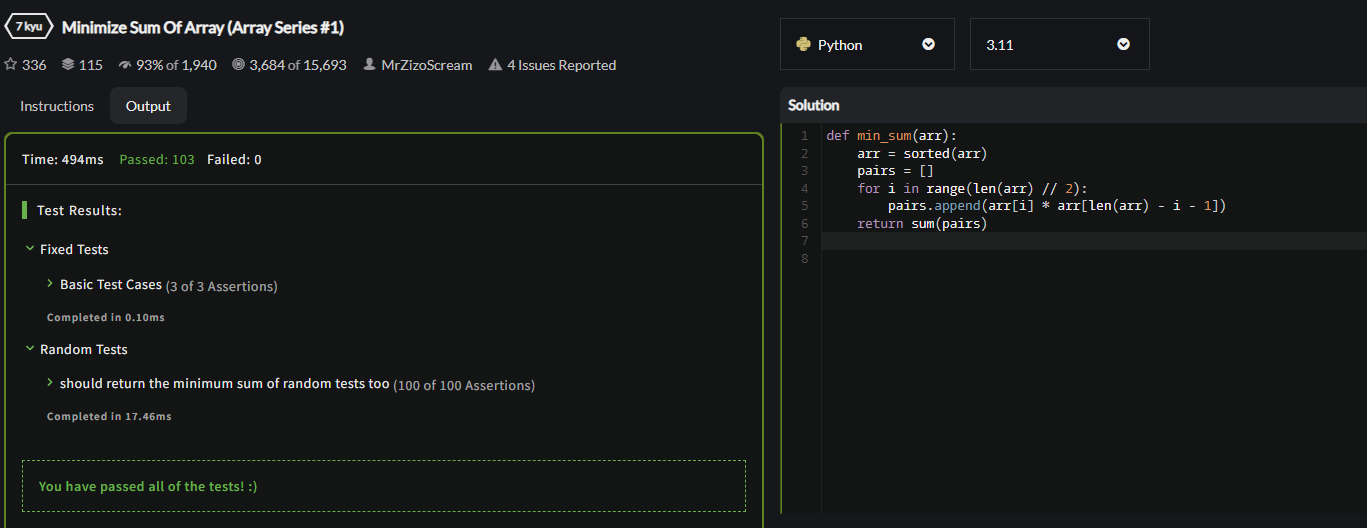 7 kyu Minimize Sum Of Array (Array Series #1)
336 115 93% of 1,940 3,684 of 15,693 MrZizoScream 4 Issues Reported
Instructions Output
Time: 494ms Passed: 103 Failed: 0
Test Results:
Fixed Tests
Basic Test Cases (3 of 3 Assertions)
Completed in 0.10ms
Random Tests
should return the minimum sum of random tests too (100 of 100 Assertions)
Completed in 17.46ms
You have passed all of the tests! :)
Python 3.11
Solution
1 def min_sum(arr):
2     arr = sorted(arr)
3     pairs = []
4     for i in range(len(arr) // 2):
5         pairs.append(arr[i] * arr[len(arr) - i - 1])
6     return sum(pairs)
7
8